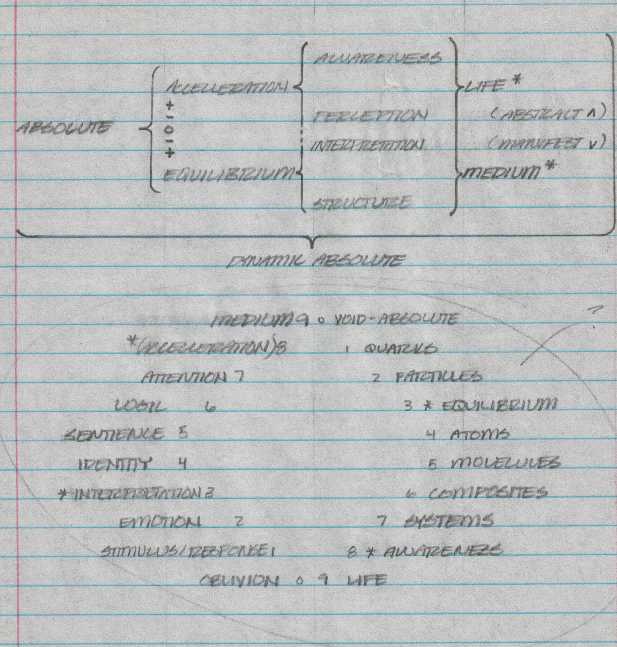 AWARENESS
ACCELLERATION LIFE *
+ PERCEPTION (ABSTRACT ∧)
-
ABSOLUTE 0
- INTERPRETATION (MANIFEST ∨)
+
EQUILIBRIUM MEDIUM *
STRUCTURE
DYNAMIC ABSOLUTE
MEDIUM 9 0 VOID-ABSOLUTE
*(ACCELLERATION) 8 1 QUARKS
ATTENTION 7 2 PARTICLES
LOGIC 6 3 * EQUILIBRIUM
SENTIENCE 5 4 ATOMS
IDENTITY 4 5 MOLECULES
* INTERPRETATION 3 6 COMPOSITES
EMOTION 2 7 SYSTEMS
STIMULUS/RESPONSE 1 8 * AWARENESS
OBLIVION 0 9 LIFE
?